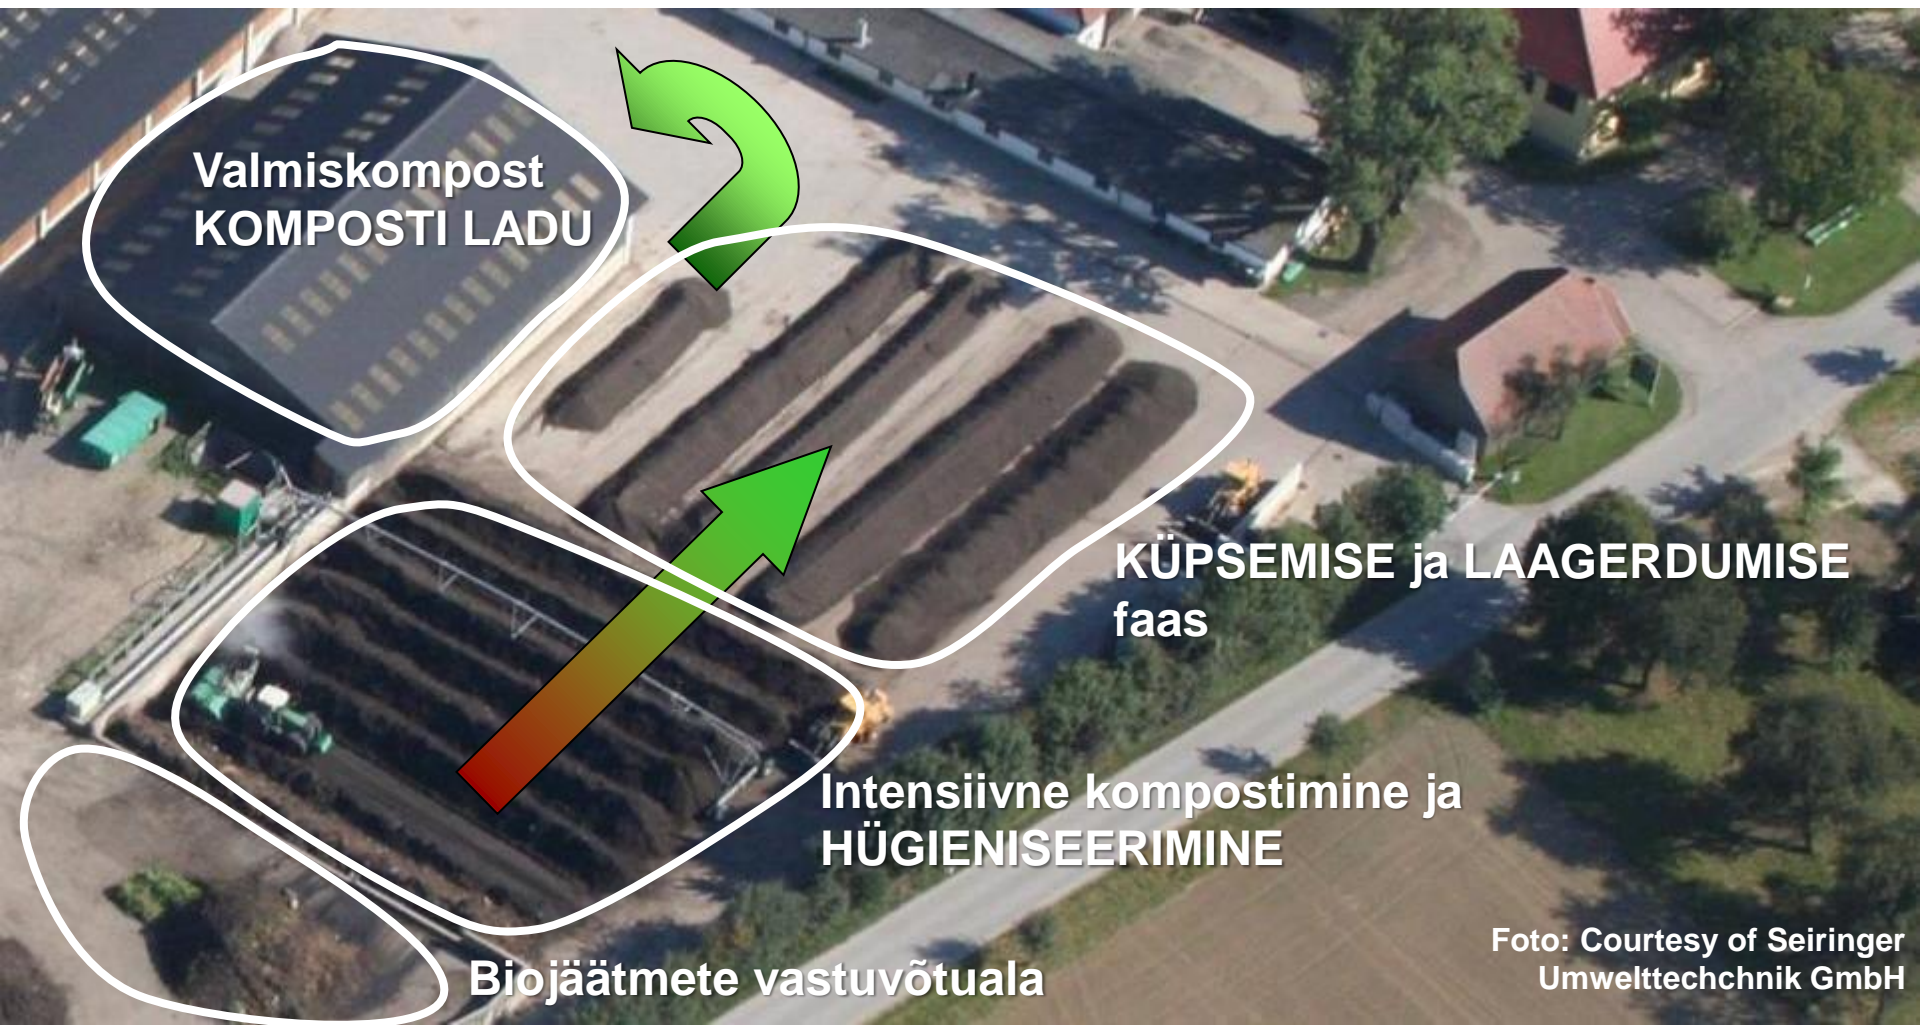 Valmiskompost
KOMPOSTI LADU
KÜPSEMISE ja LAAGERDUMISE
faas
Intensiivne kompostimine ja
HÜGIENISEERIMINE
Biojäätmete vastuvõtuala
Foto: Courtesy of Seiringer
Umwelttechchnik GmbH